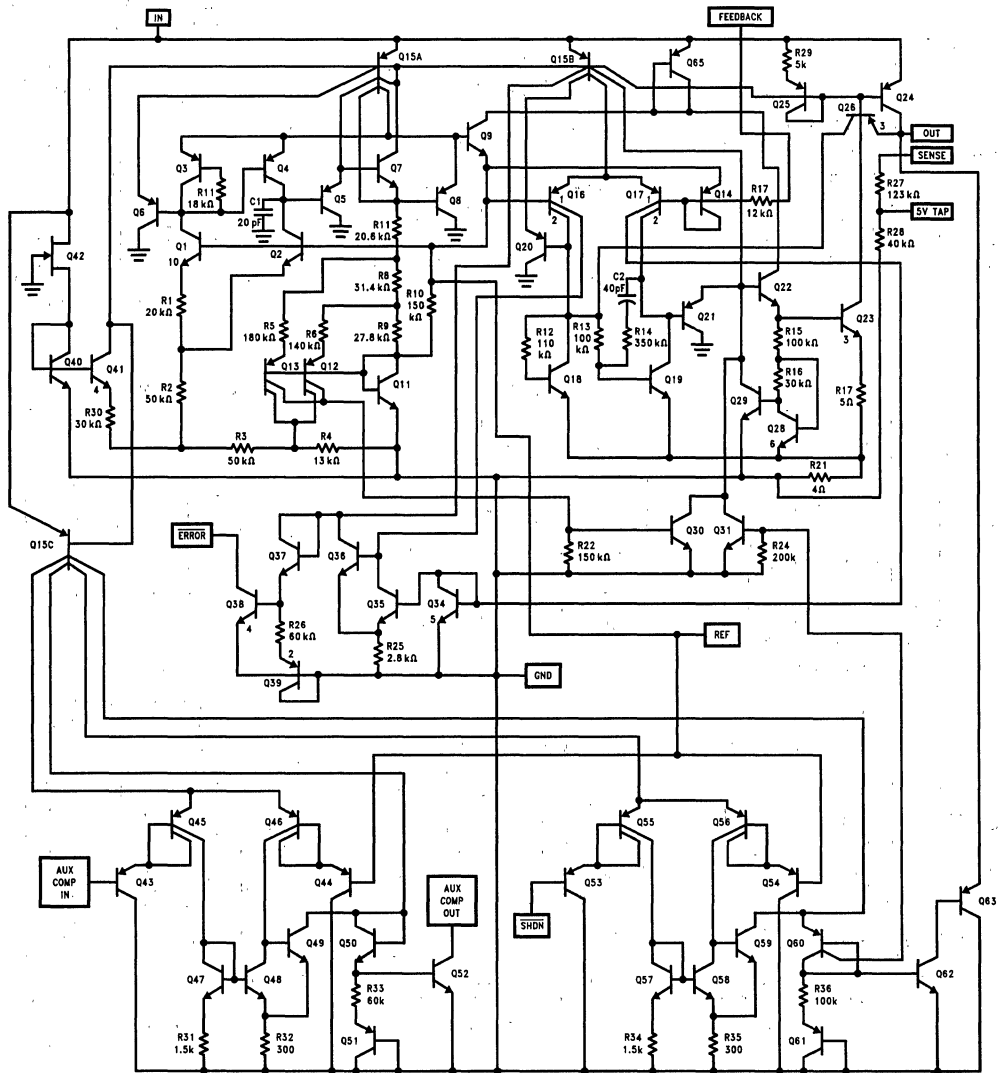 IN
FEEDBACK
Q15A
Q15B
Q65
R29
5k
Q25
Q26
Q24
3
OUT
SENSE
R27
123 kΩ
5V TAP
R28
40 kΩ
Q3
R11
18 kΩ
Q4
C1
20 pF
Q5
Q7
Q9
Q6
Q8
Q1
10
Q2
R11
20.6 kΩ
Q16
1
2
Q17
1
2
Q14
R17
12 kΩ
Q20
Q42
R1
20 kΩ
R8
31.4 kΩ
R10
150
kΩ
C2
40pF
Q21
Q22
Q23
3
R5
180 kΩ
R6
140 kΩ
R9
27.8 kΩ
R12
110
kΩ
R13
100
kΩ
R14
350 kΩ
R15
100 kΩ
R16
30 kΩ
R17
5Ω
Q40
Q41
4
R30
30 kΩ
R2
50 kΩ
Q13
Q12
Q11
Q18
Q19
Q29
Q28
6
R3
50 kΩ
R4
13 kΩ
R21
4Ω
Q13C
ERROR
Q37
Q36
R22
150 kΩ
Q30
Q31
R24
200k
Q38
4
R26
60 kΩ
2
Q39
Q35
R25
2.8 kΩ
Q34
5
REF
GND
Q45
Q46
Q55
Q56
AUX
COMP
IN
Q43
Q44
AUX
COMP
OUT
Q53
SHDN
Q54
Q63
Q47
Q48
Q49
Q50
Q52
R33
60k
Q57
Q58
Q59
Q60
Q62
R36
100k
R31
1.5k
R32
300
Q51
R34
1.5k
R35
300
Q61